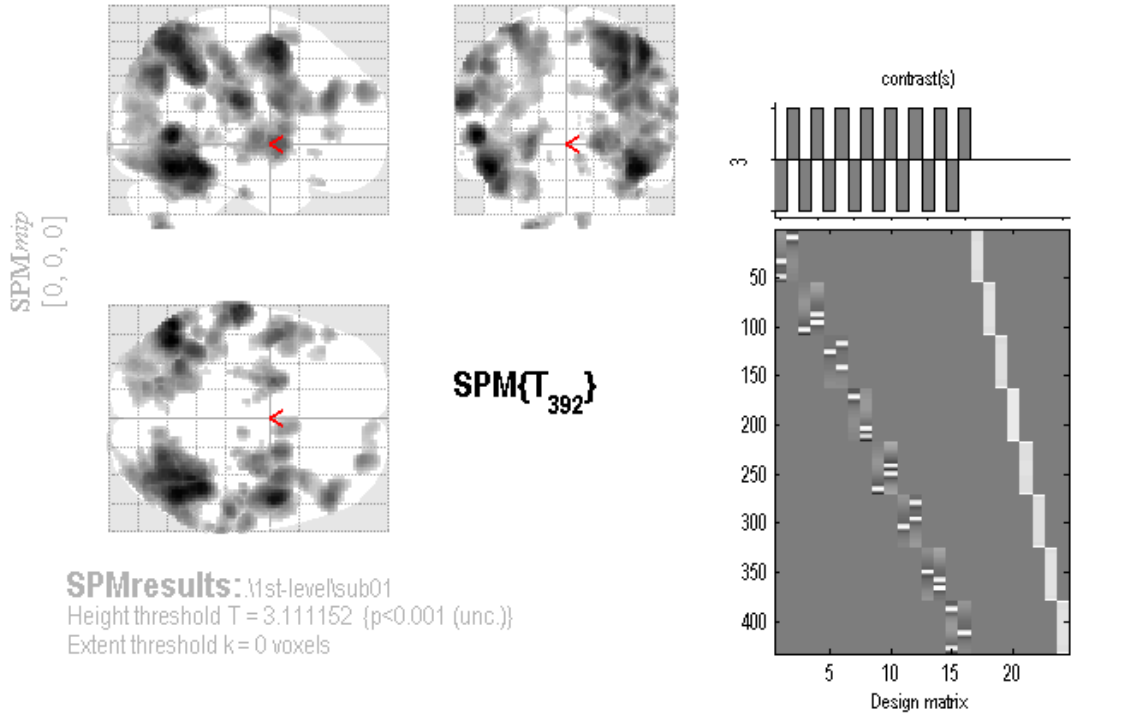 SPMmip
[0, 0, 0]
<
<
<
SPM{T392}
SPMresults: .\1st-level\sub01
Height threshold T = 3.111152 {p<0.001 (unc.)}
Extent threshold k = 0 voxels
contrast(s)
3
50
100
150
200
250
300
350
400
5 10 15 20
Design matrix